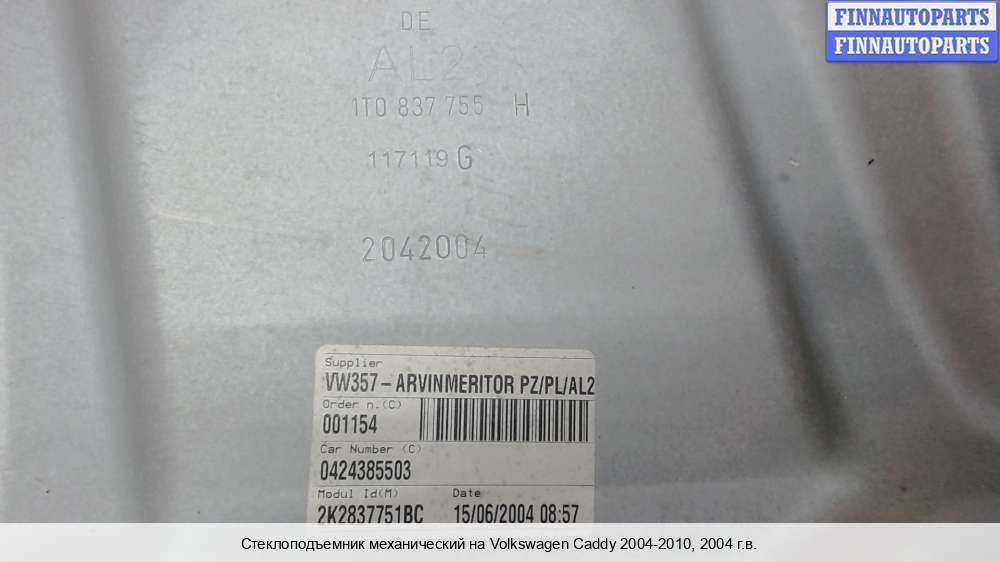 FINNAUTOPARTS
FINNAUTOPARTS
DE
AL2
1T0 837 755 H
117119 G
2042004
Supplier
VW357-ARVINMERITOR PZ/PL/AL2
Order n.(C)
001154
Car Number (C)
0424385503
Modul Id(M) Date
2K2837751BC 15/06/2004 08:57
Стеклоподъемник механический на Volkswagen Caddy 2004-2010, 2004 г.в.